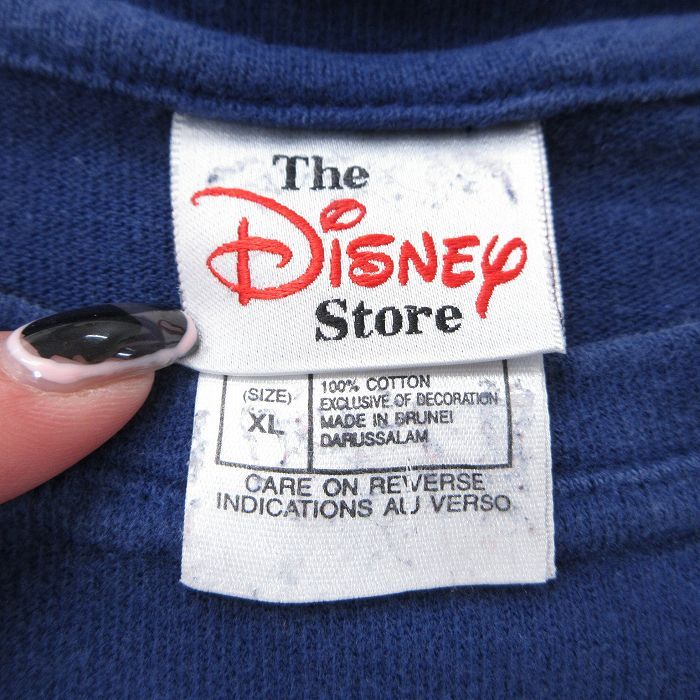 The
Disney
Store
(SIZE)
XL
100% COTTON
EXCLUSIVE OF DECORATION
MADE IN BRUNEI
DARUSSALAM
CARE ON REVERSE
INDICATIONS AU VERSO